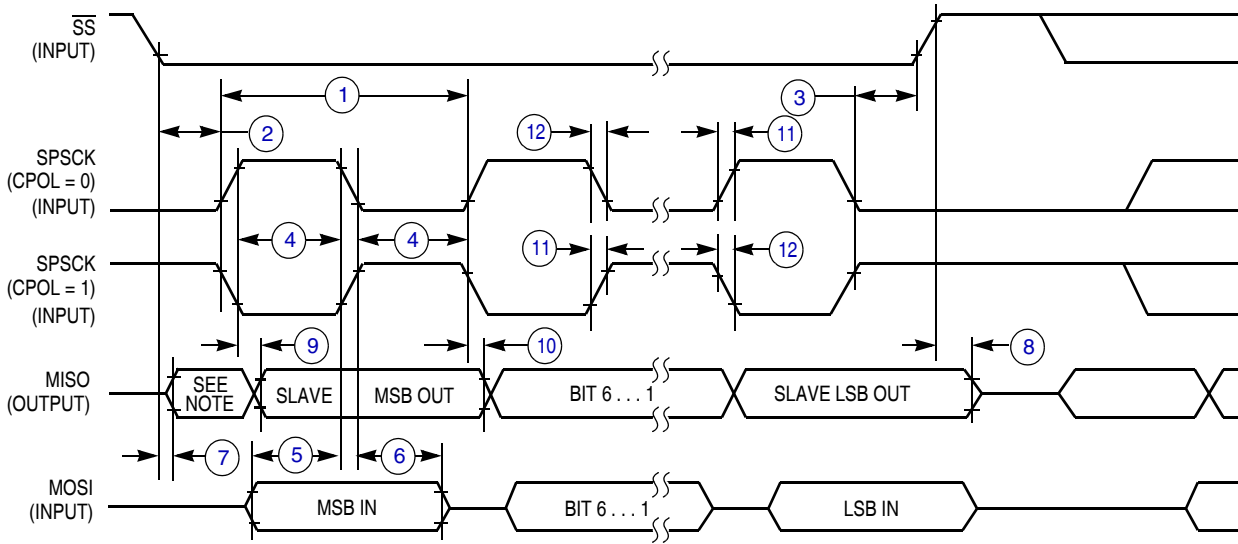 SS
(INPUT)
1
3
2
12
11
SPSCK
(CPOL = 0)
(INPUT)
4
4
11
12
SPSCK
(CPOL = 1)
(INPUT)
9
10
8
MISO
(OUTPUT)
SEE
NOTE
SLAVE
MSB OUT
BIT 6 . . . 1
SLAVE LSB OUT
7
5
6
MOSI
(INPUT)
MSB IN
BIT 6 . . . 1
LSB IN